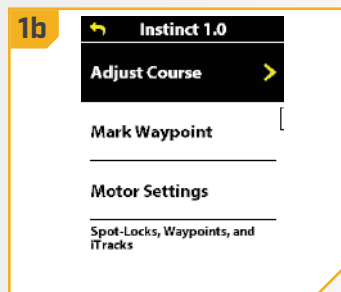 1b
Instinct 1.0
Adjust Course
Mark Waypoint
Motor Settings
Spot-Locks, Waypoints, and
iTracks